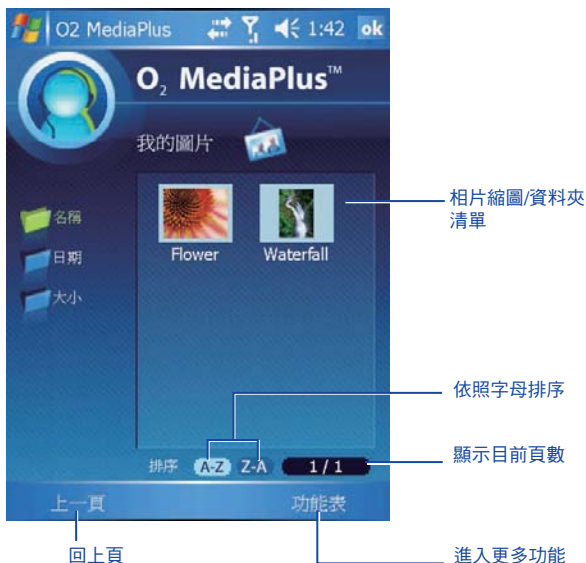 O2 MediaPlus 1:42 ok
O2 MediaPlus™
我的圖片
名稱
日期
大小
Flower Waterfall
相片縮圖/資料夾
清單
依照字母排序
排序 A-Z Z-A 1 / 1
顯示目前頁數
上一頁 功能表
回上頁 進入更多功能